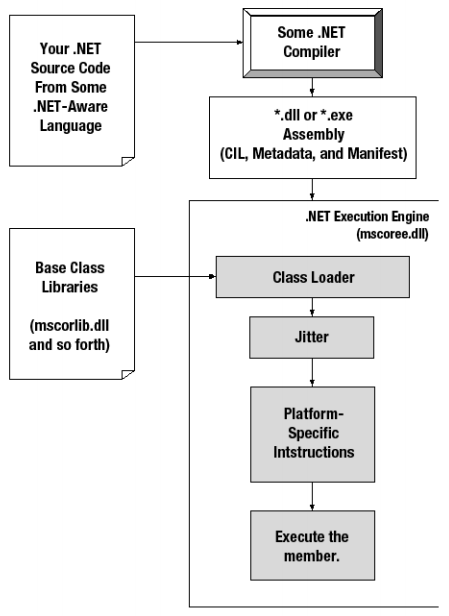 Your .NET
Source Code
From Some
.NET-Aware
Language
Some .NET
Compiler
*.dll or *.exe
Assembly
(CIL, Metadata, and Manifest)
.NET Execution Engine
(mscoree.dll)
Base Class
Libraries
(mscorlib.dll
and so forth)
Class Loader
Jitter
Platform-
Specific
Intstructions
Execute the
member.